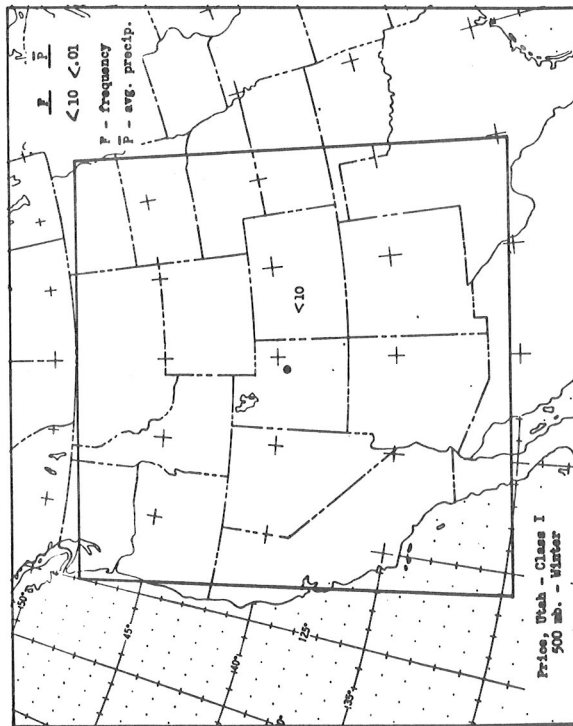 F P̄
<10 <.01
F - frequency
P̄ - avg. precip.
<10
50°
45°
40°
35°
125°
Price, Utah - Class I
500 mb. - Winter